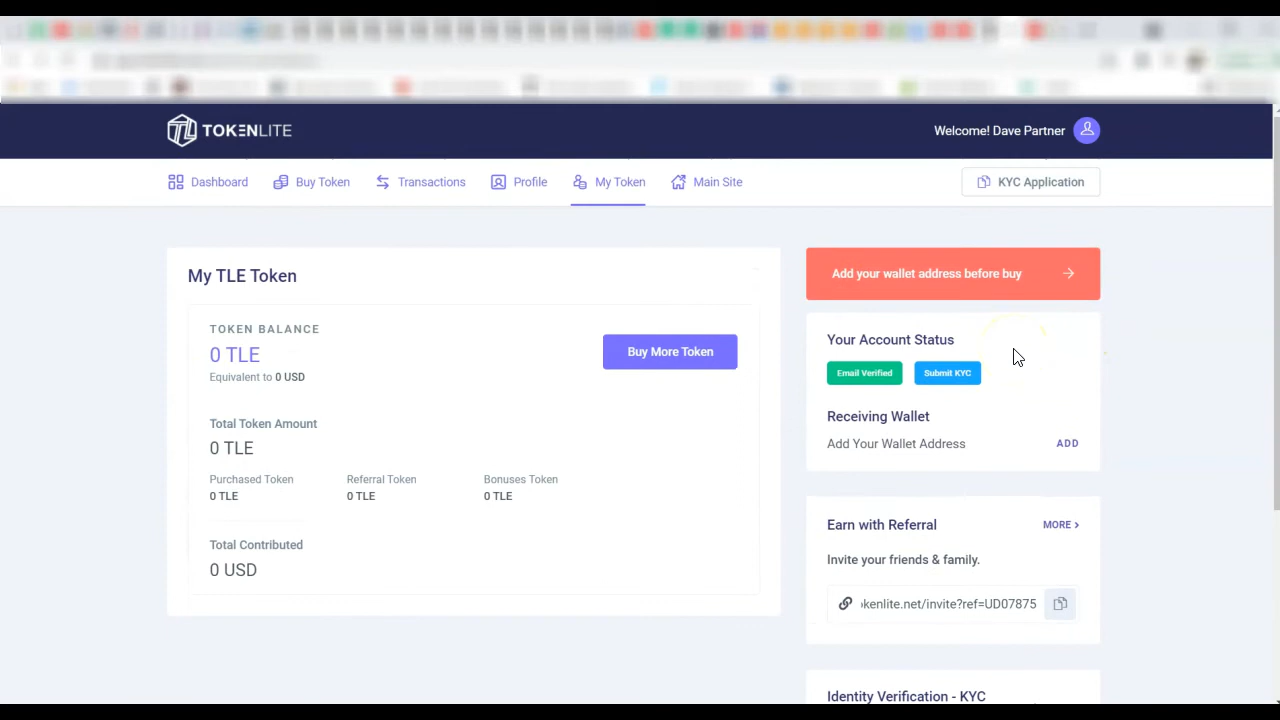 TOKENLITE
Welcome! Dave Partner
Dashboard
Buy Token
Transactions
Profile
My Token
Main Site
KYC Application
My TLE Token
TOKEN BALANCE
0 TLE
Equivalent to 0 USD
Buy More Token
Total Token Amount
0 TLE
Purchased Token
0 TLE
Referral Token
0 TLE
Bonuses Token
0 TLE
Total Contributed
0 USD
Add your wallet address before buy
Your Account Status
Email Verified
Submit KYC
Receiving Wallet
Add Your Wallet Address
ADD
Earn with Referral
MORE
Invite your friends & family.
okenlite.net/invite?ref=UD07875
Identity Verification - KYC